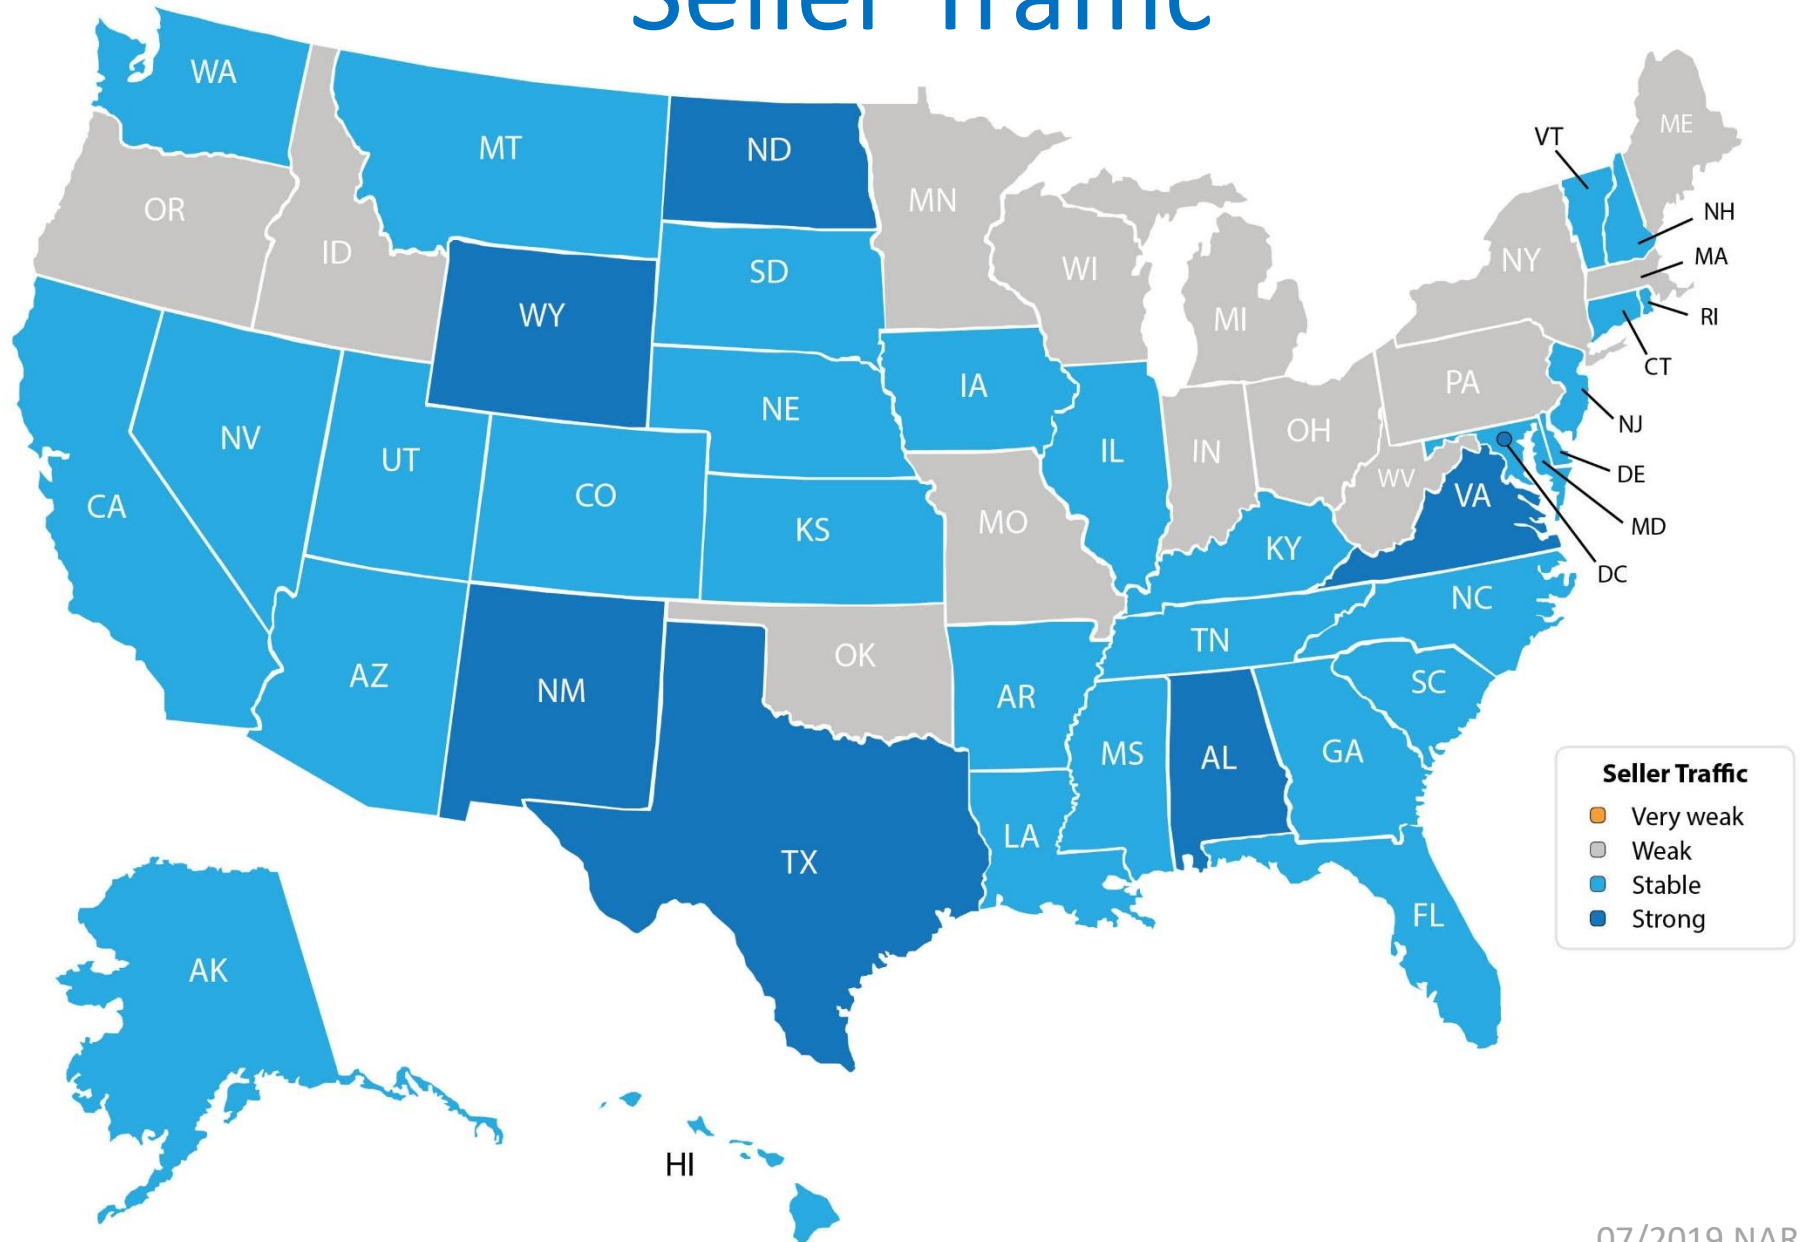 Seller Traffic
WA
MT
ND
MN
ME
VT
OR
ID
WY
SD
WI
MI
NY
NH
MA
RI
CT
CA
NV
UT
CO
NE
IA
IL
IN
OH
PA
NJ
DE
MD
DC
WV
VA
KS
MO
KY
NC
TN
SC
AZ
NM
OK
AR
MS
AL
GA
TX
LA
FL
AK
HI
Seller Traffic
Very weak
Weak
Stable
Strong
07/2019 NAR